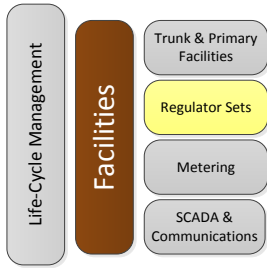 Life-Cycle Management
Facilities
Trunk & Primary
Facilities
Regulator Sets
Metering
SCADA &
Communications